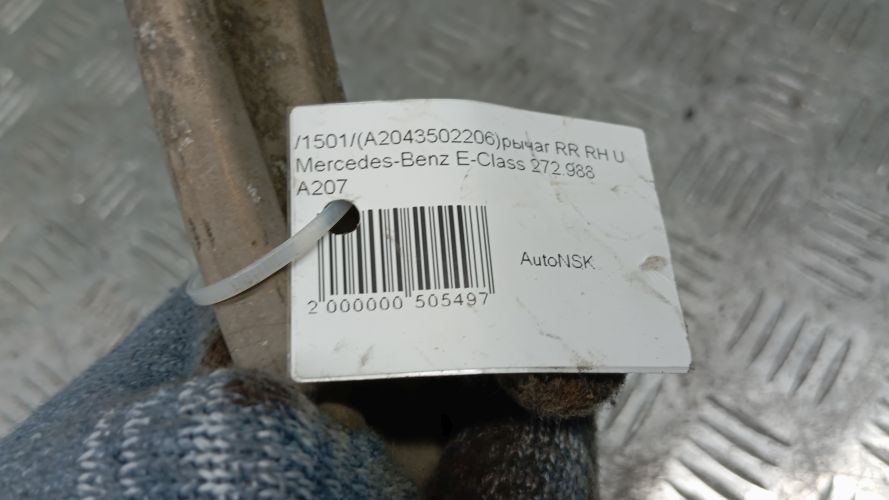 /1501/(A2043502206)рычаг RR RH U
Mercedes-Benz E-Class 272.988
A207
AutoNSK
2 000000 505497